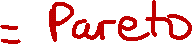 = Pareto